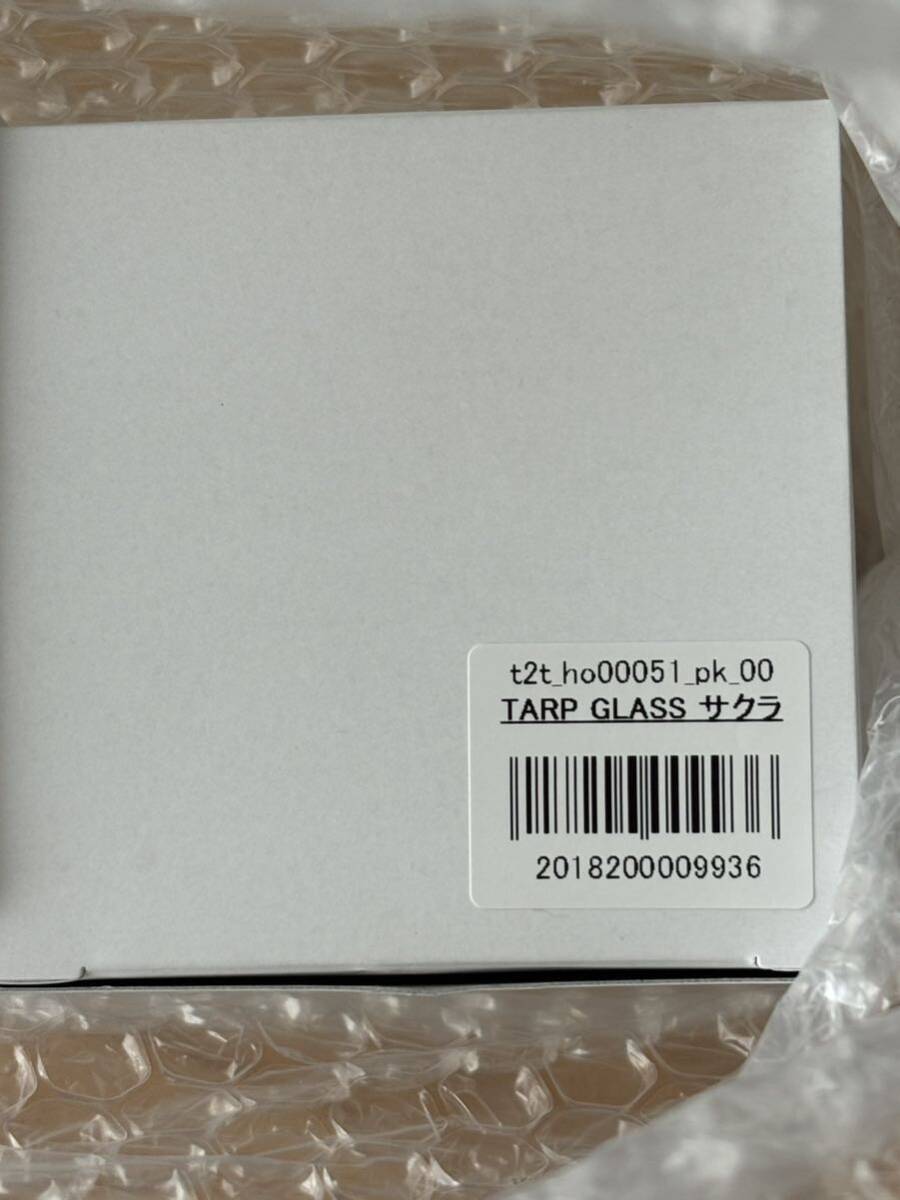 t2t_ho00051_pk_00
TARP GLASS サクラ
2018200009936